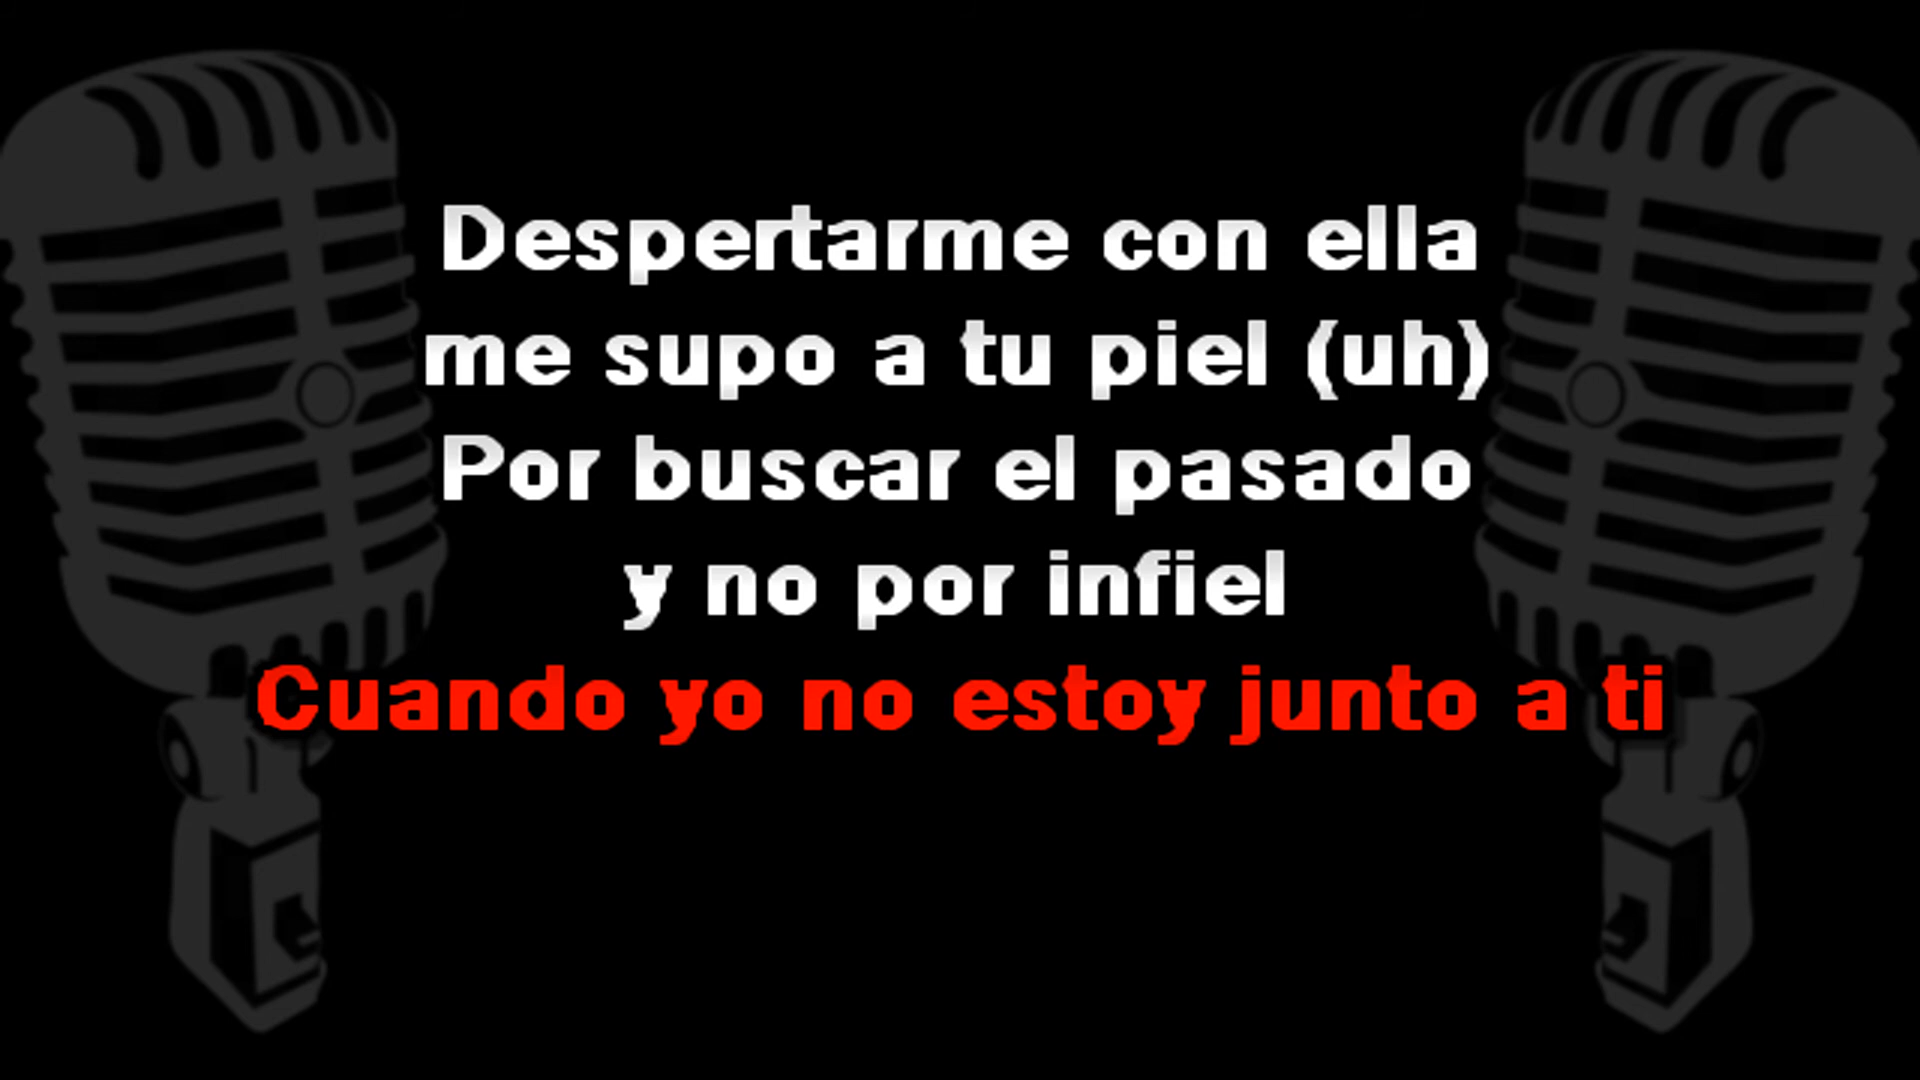 Despertarme con ella
me supo a tu piel (uh)
Por buscar el pasado
y no por infiel
Cuando yo no estoy junto a ti